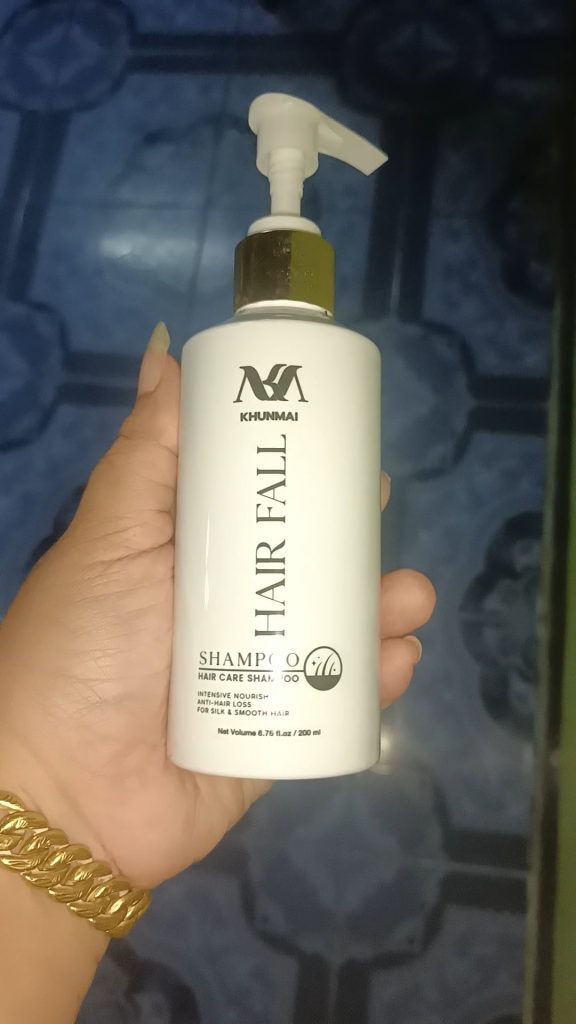 KHUNMAI
HAIR FALL
SHAMPOO
HAIR CARE SHAMPOO
INTENSIVE NOURISH
ANTI-HAIR LOSS
FOR SILK & SMOOTH HAIR
Net Volume 6.76 fl.oz / 200 ml